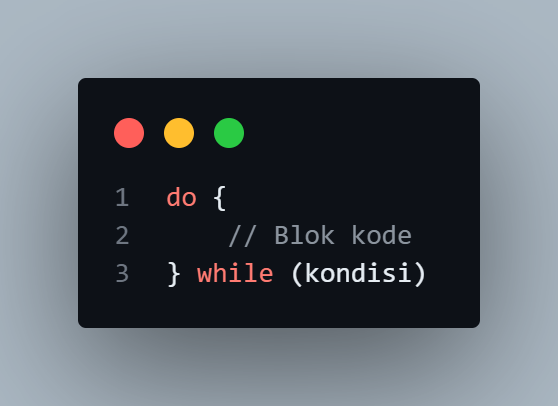 1 do {
2     // Blok kode
3 } while (kondisi)